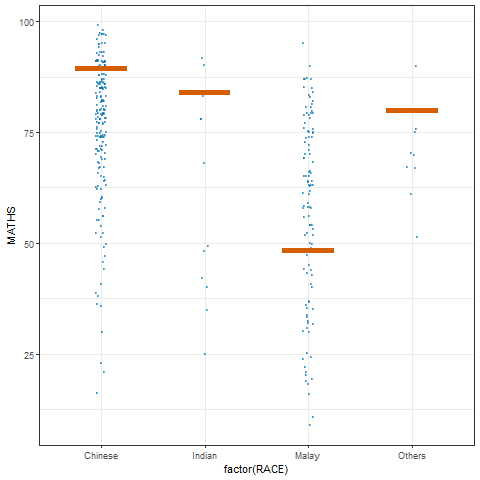 100
75
50
25
MATHS
Chinese
Indian
Malay
Others
factor(RACE)